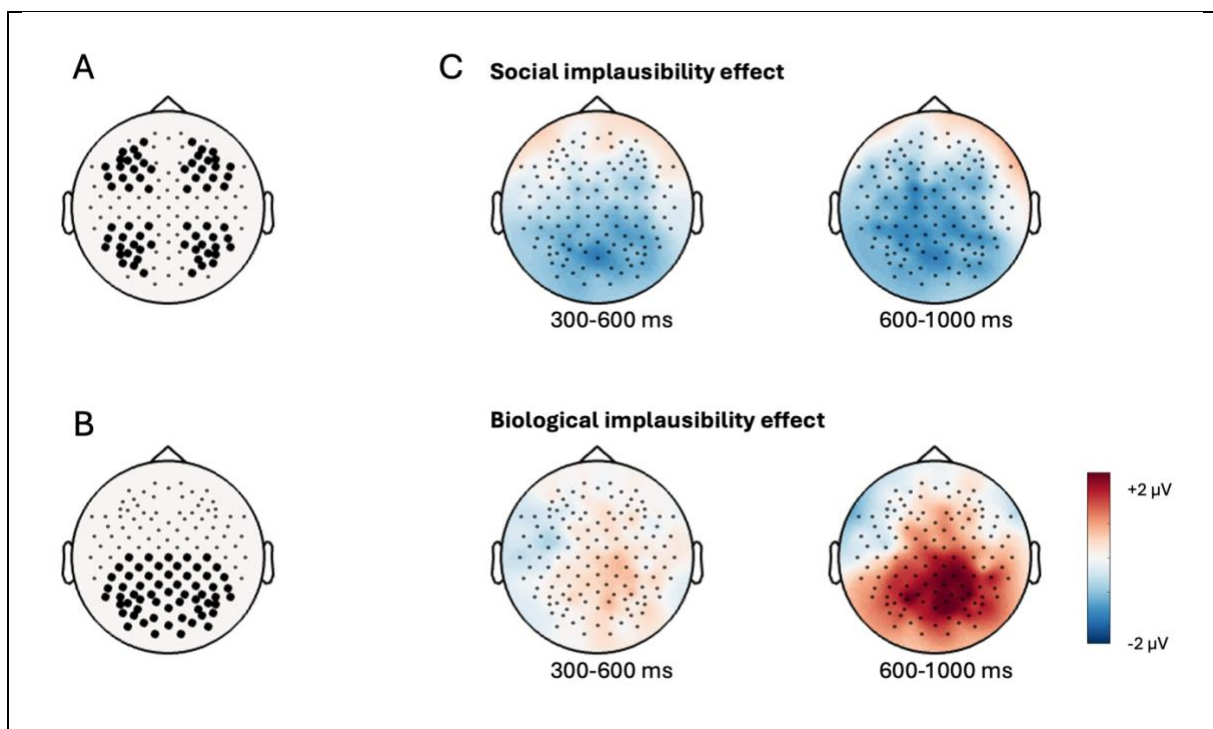 A
C Social implausibility effect
300-600 ms 600-1000 ms
B
Biological implausibility effect
+2 µV
-2 µV
300-600 ms 600-1000 ms